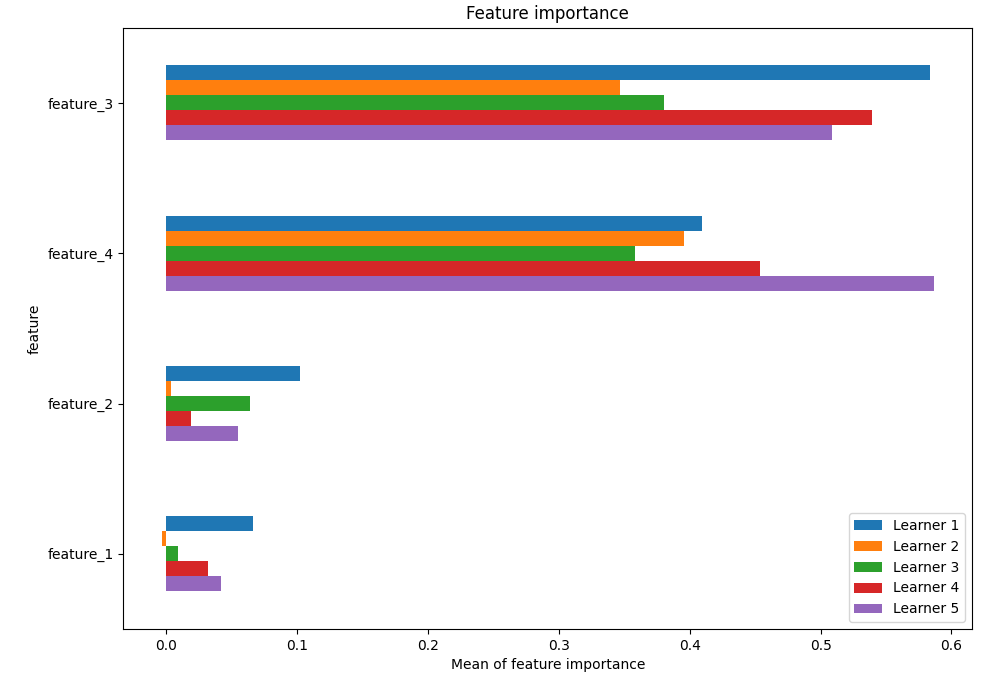 Feature importance
feature_3
feature_4
feature_2
feature_1
feature
Learner 1
Learner 2
Learner 3
Learner 4
Learner 5
0.0 0.1 0.2 0.3 0.4 0.5 0.6
Mean of feature importance